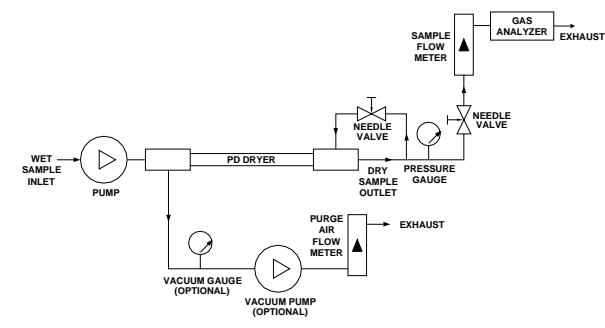 GAS
ANALYZER
EXHAUST
SAMPLE
FLOW
METER
NEEDLE
VALVE
NEEDLE
VALVE
WET
SAMPLE
INLET
PUMP
PD DRYER
DRY
SAMPLE
OUTLET
PRESSURE
GAUGE
PURGE
AIR
FLOW
METER
EXHAUST
VACUUM GAUGE
(OPTIONAL)
VACUUM PUMP
(OPTIONAL)